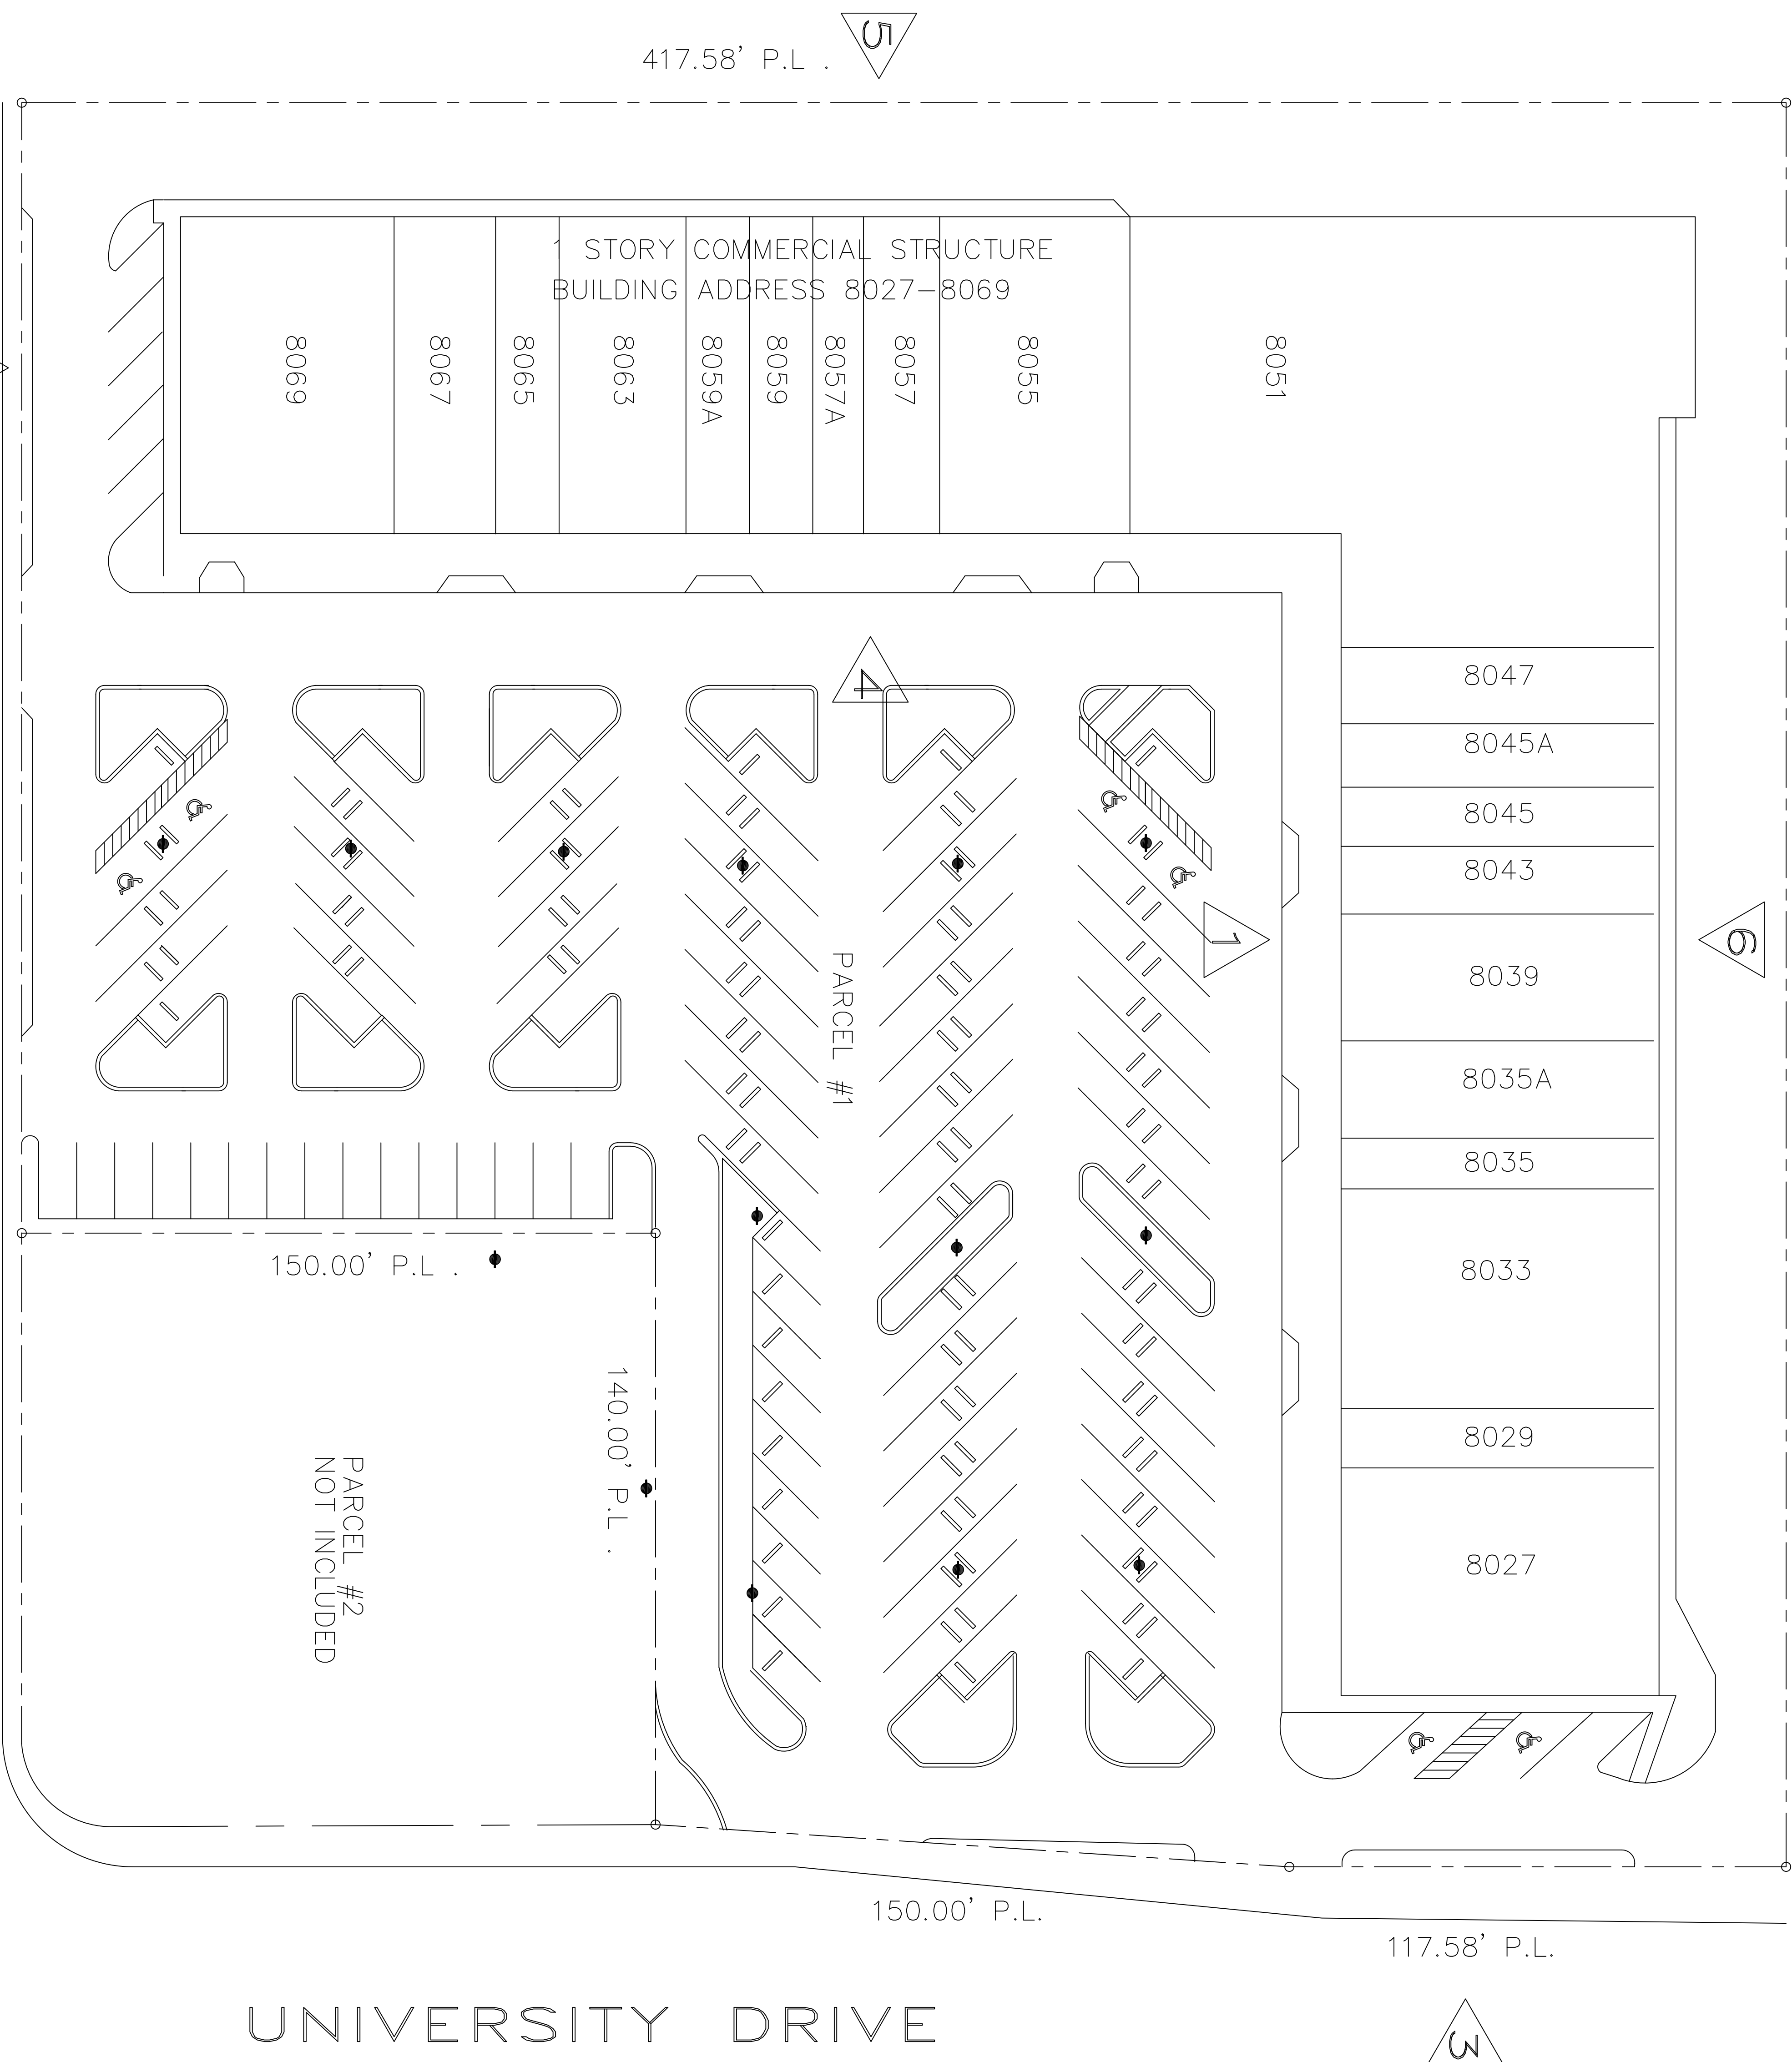 5
417.58' P.L .
1 STORY COMMERCIAL STRUCTURE
BUILDING ADDRESS 8027-8069
8069
8067
8065
8063
8059A
8059
8057A
8057
8055
8051
4
8047
8045A
8045
8043
1
6
8039
PARCEL #1
8035A
8035
8033
150.00' P.L .
140.00' P.L .
PARCEL #2
NOT INCLUDED
8029
8027
150.00' P.L.
117.58' P.L.
UNIVERSITY DRIVE
3